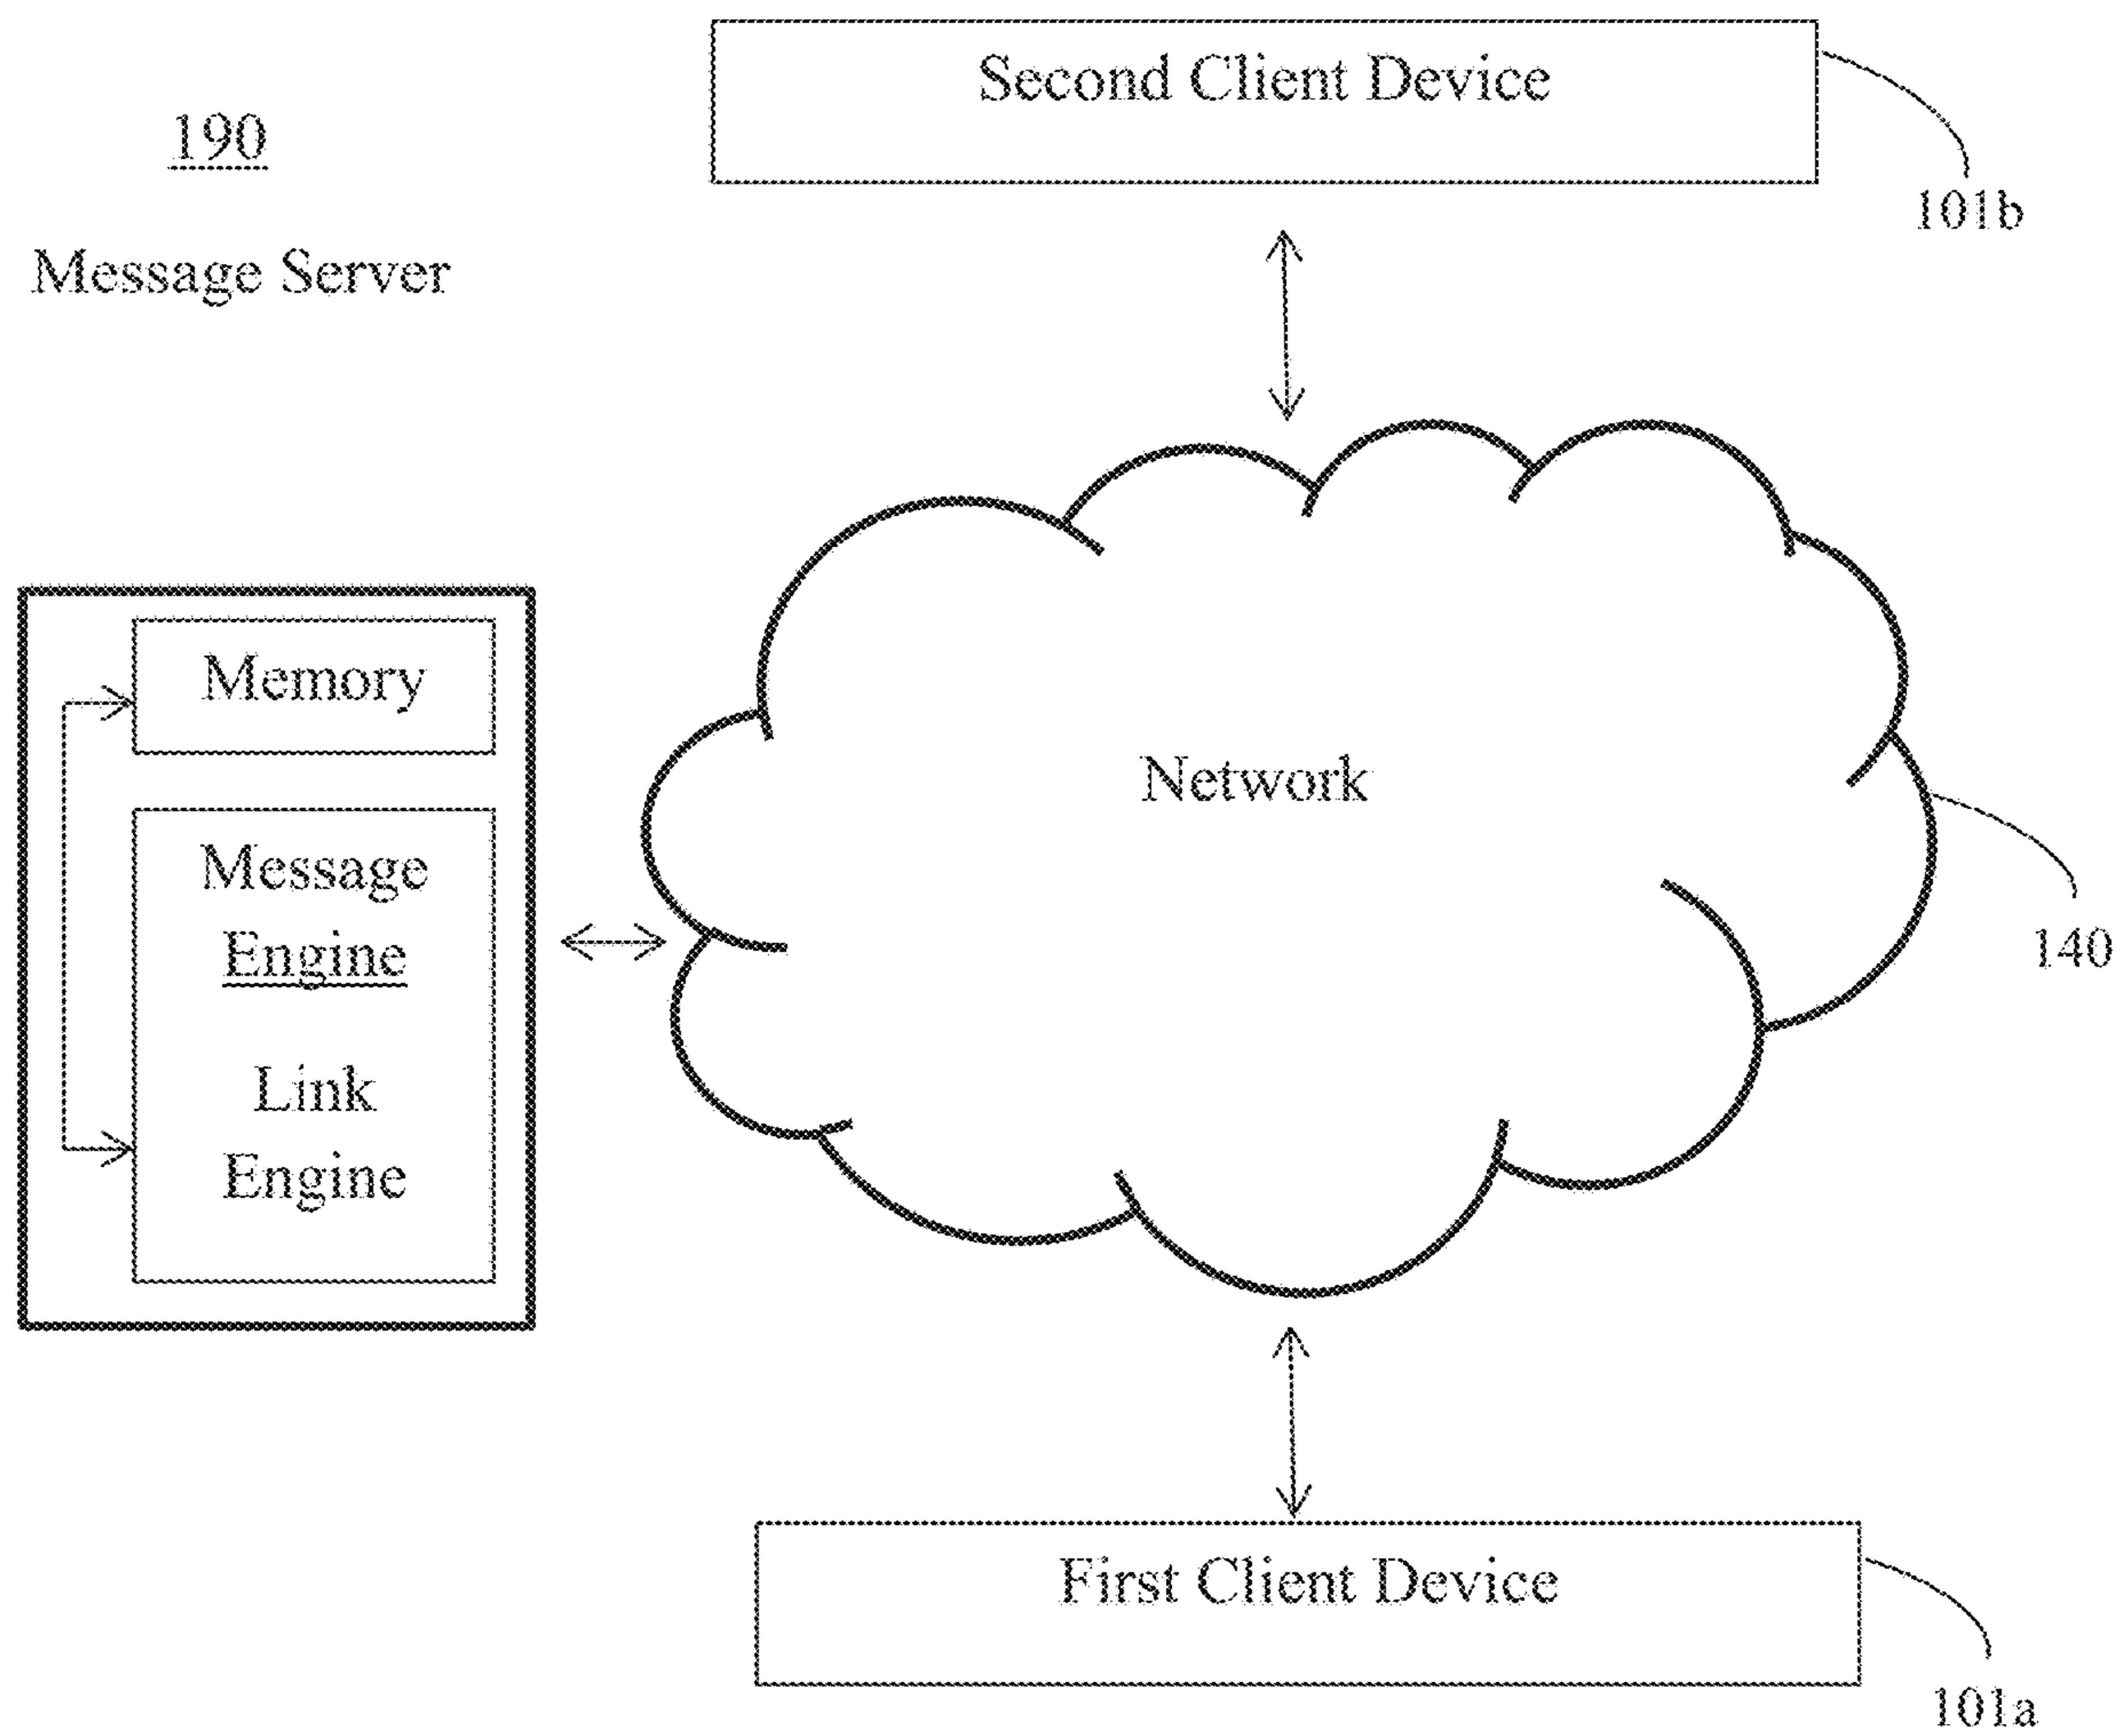 Second Client Device
190
101b
Message Server
Memory
Network
Message
Engine
140
Link
Engine
First Client Device
101a